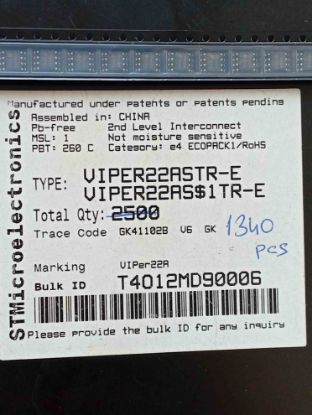 Manufactured under patents or patents pending
Assembled in: CHINA
Pb-free 2nd Level Interconnect
MSL: 1 Not moisture sensitive
PBT: 260 C Category: e4 ECOPACK1/RoHS
TYPE: VIPER22ASTR-E
VIPER22AS$1TR-E
Total Qty: 2500 1340 pcs
Trace Code GK41102B V6 GK
Marking VIPer22A
Bulk ID T4012MD90006
Please provide the bulk ID for any inquiry
STMicroelectronics